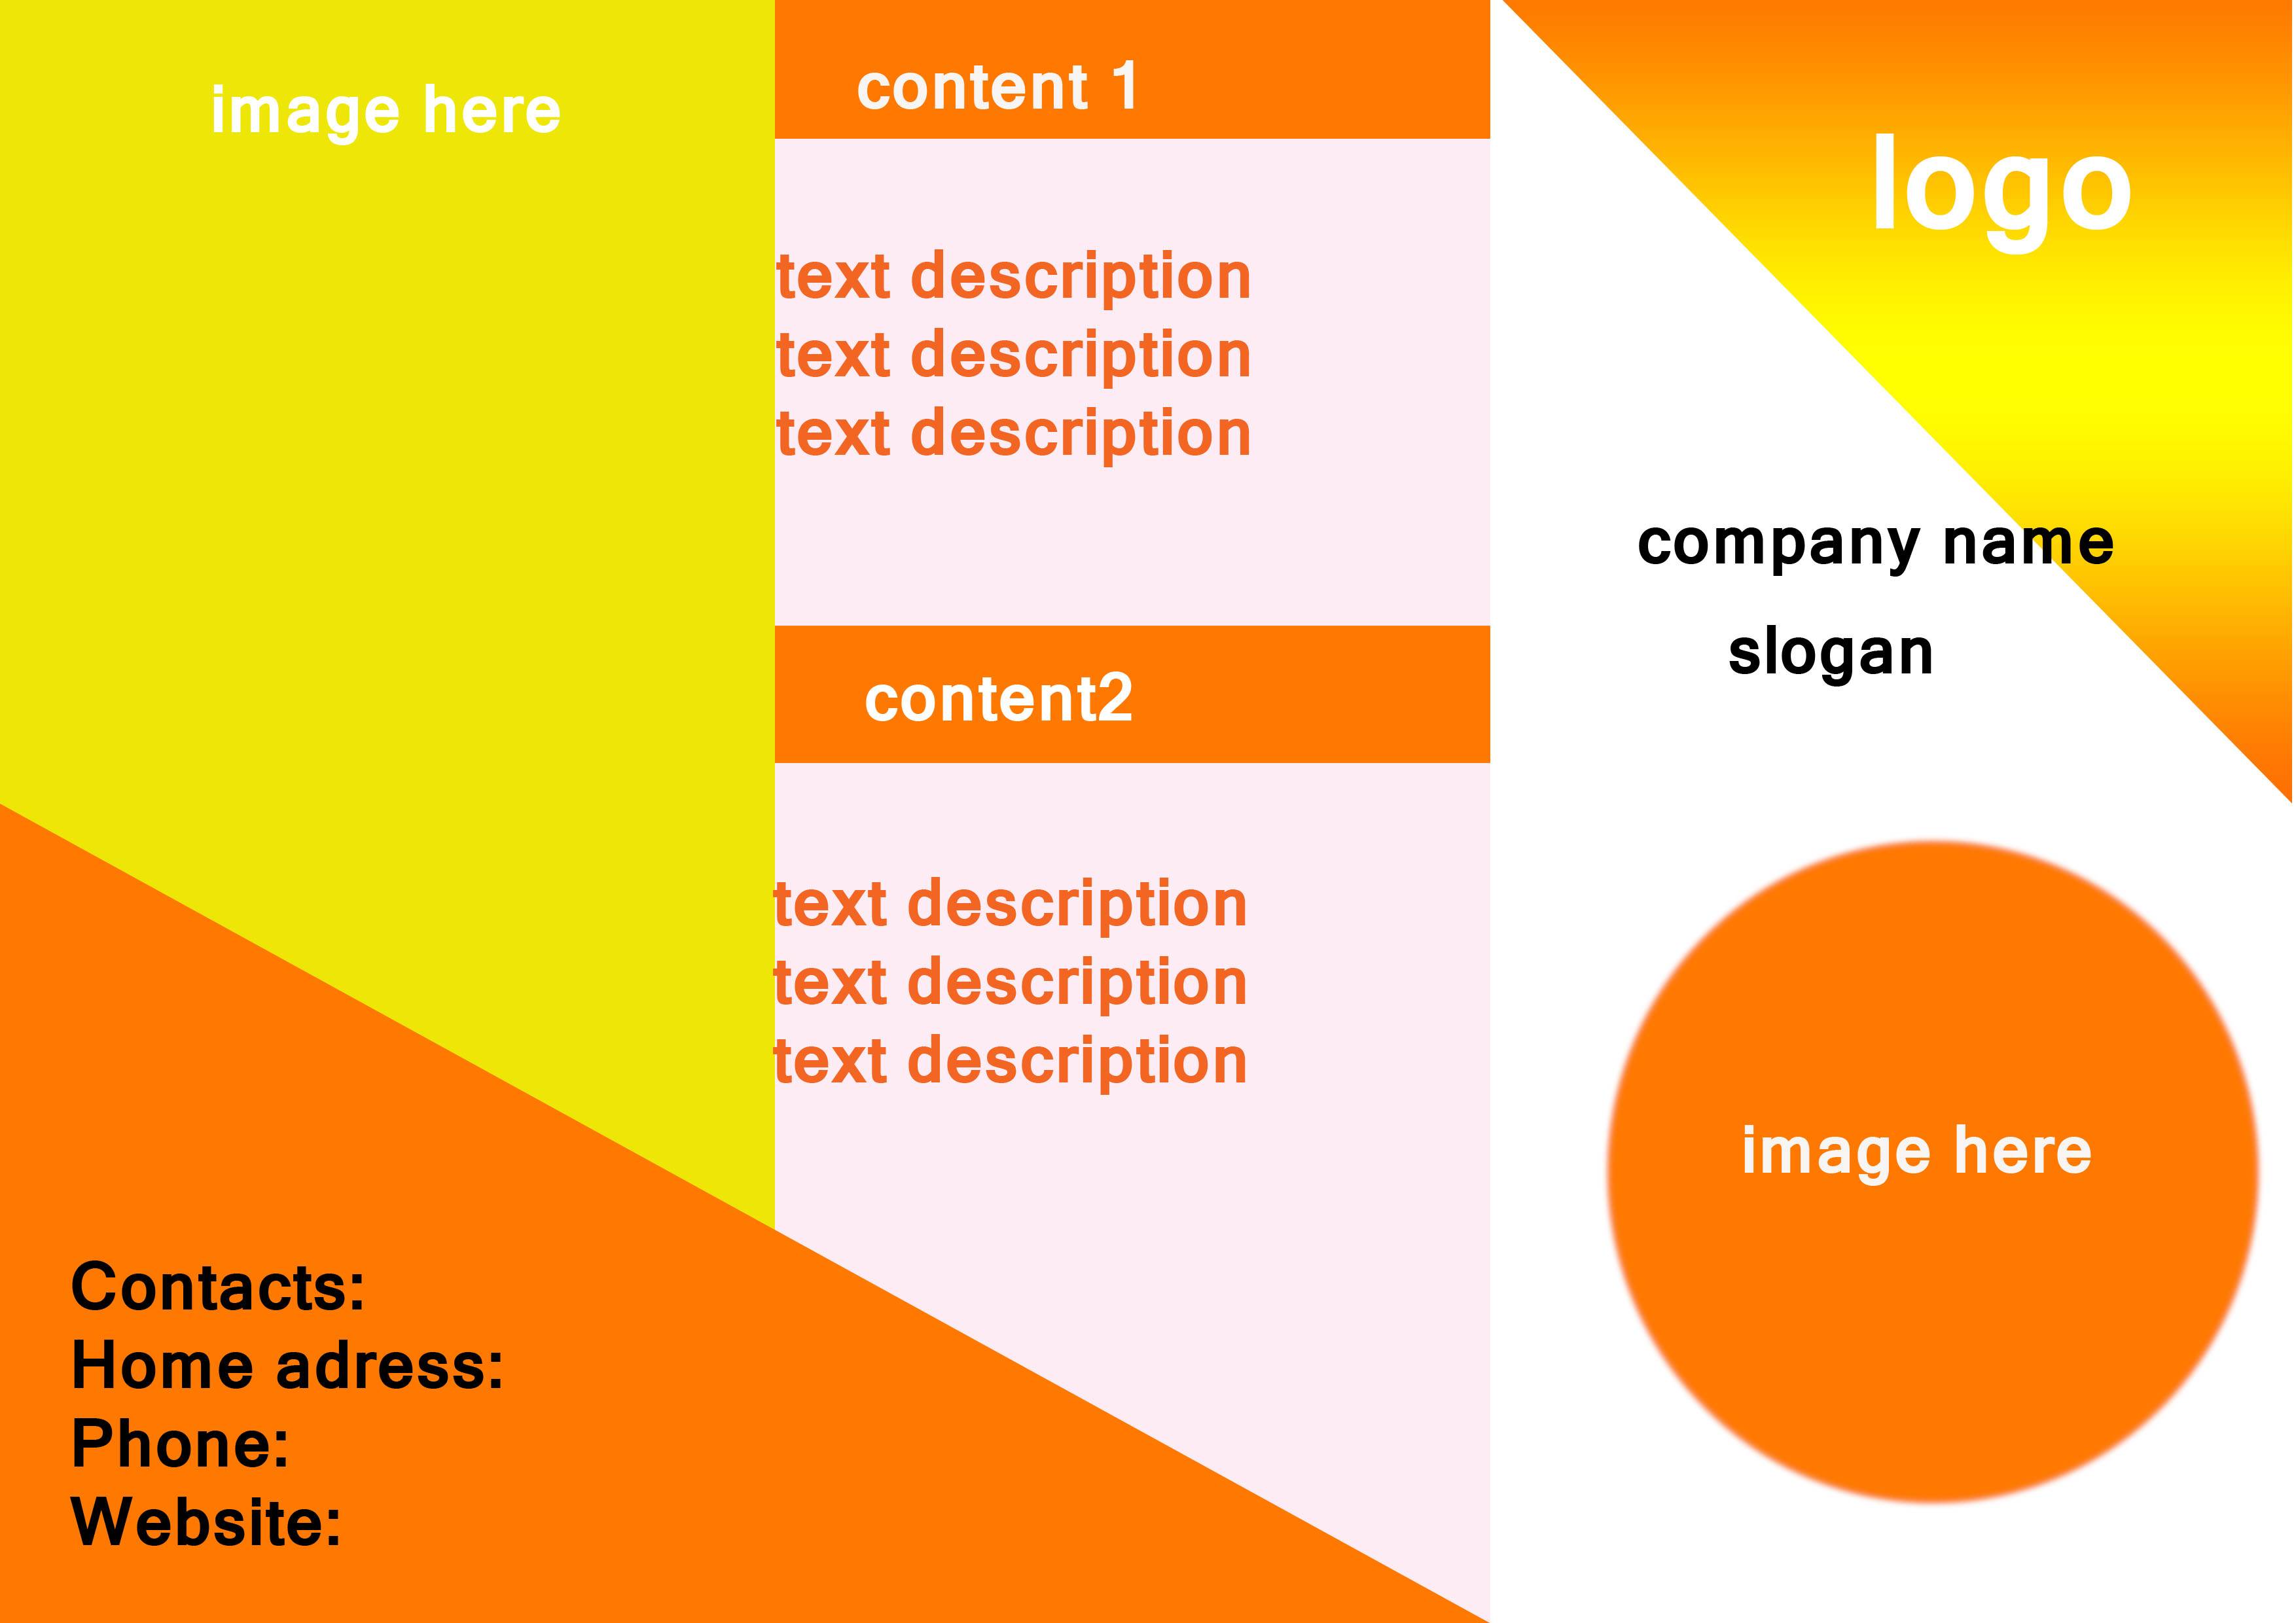 image here
Contacts:
Home adress:
Phone:
Website:
content 1
text description
text description
text description
content2
text description
text description
text description
logo
company name
slogan
image here